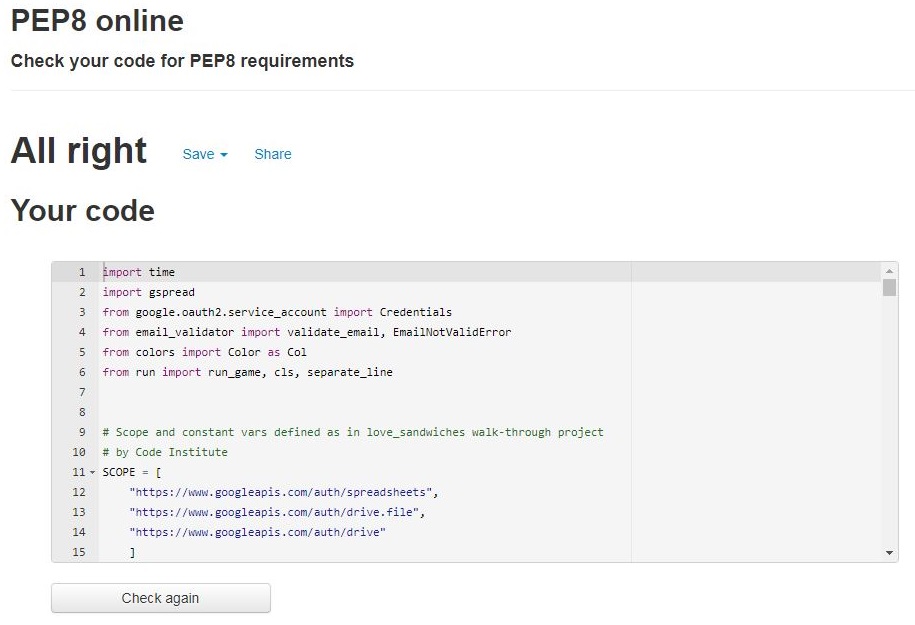 PEP8 online
Check your code for PEP8 requirements
All right Save Share
Your code
1 import time
2 import gspread
3 from google.oauth2.service_account import Credentials
4 from email_validator import validate_email, EmailNotValidError
5 from colors import Color as Col
6 from run import run_game, cls, separate_line
7
8
9 # Scope and constant vars defined as in love_sandwiches walk-through project
10 # by Code Institute
11 SCOPE = [
12     "https://www.googleapis.com/auth/spreadsheets",
13     "https://www.googleapis.com/auth/drive.file",
14     "https://www.googleapis.com/auth/drive"
15     ]
Check again